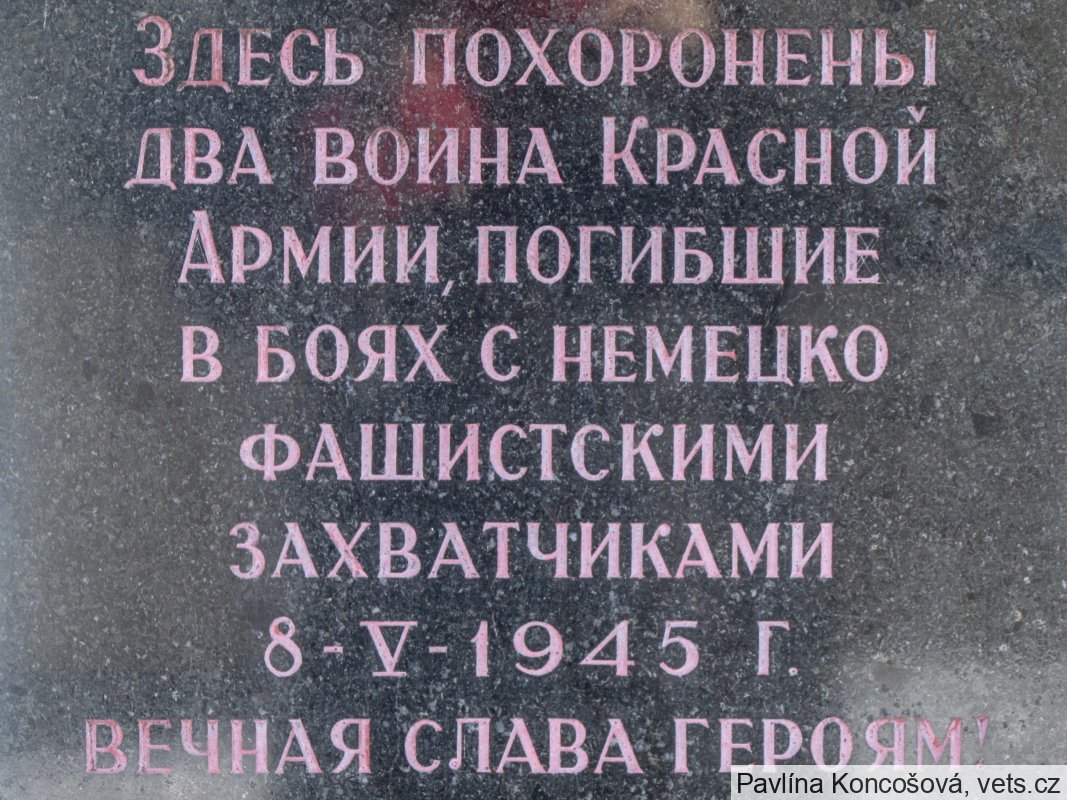 Здесь похоронены
два воина Красной
Армии, погибшие
в боях с немецко
фашистскими
захватчиками
8-V-1945 г.
вечная слава героям!
Pavlína Koncošová, vets.cz